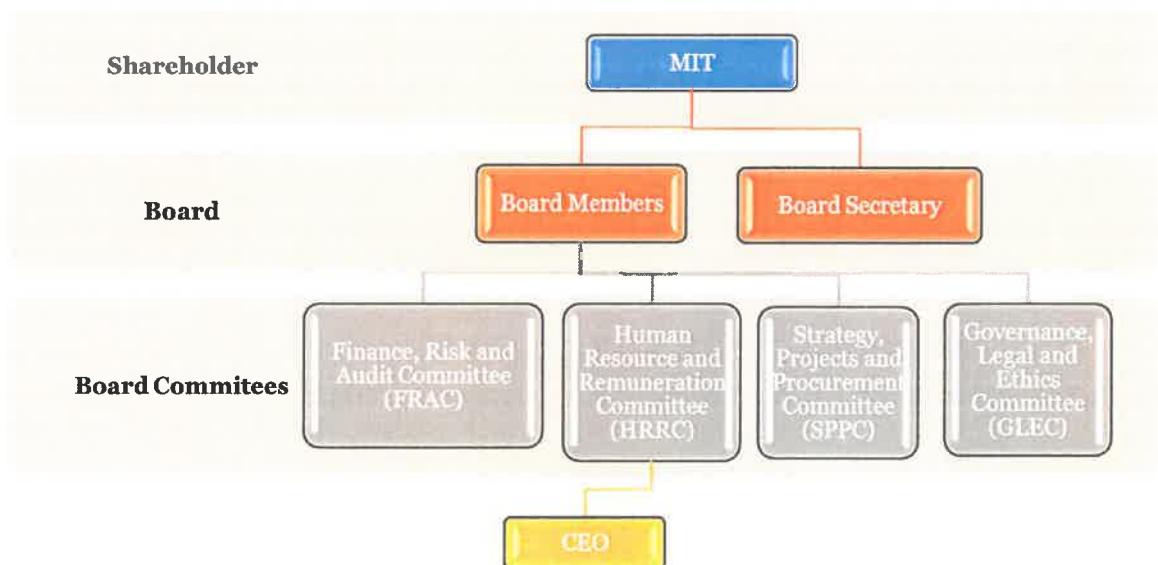 Shareholder
MIT
Board
Board Members
Board Secretary
Board Commitees
Finance, Risk and
Audit Committee
(FRAC)
Human
Resource and
Remuneration
Committee
(HRRC)
Strategy,
Projects and
Procurement
Committee
(SPPC)
Governance,
Legal and
Ethics
Committee
(GLEC)
CEO